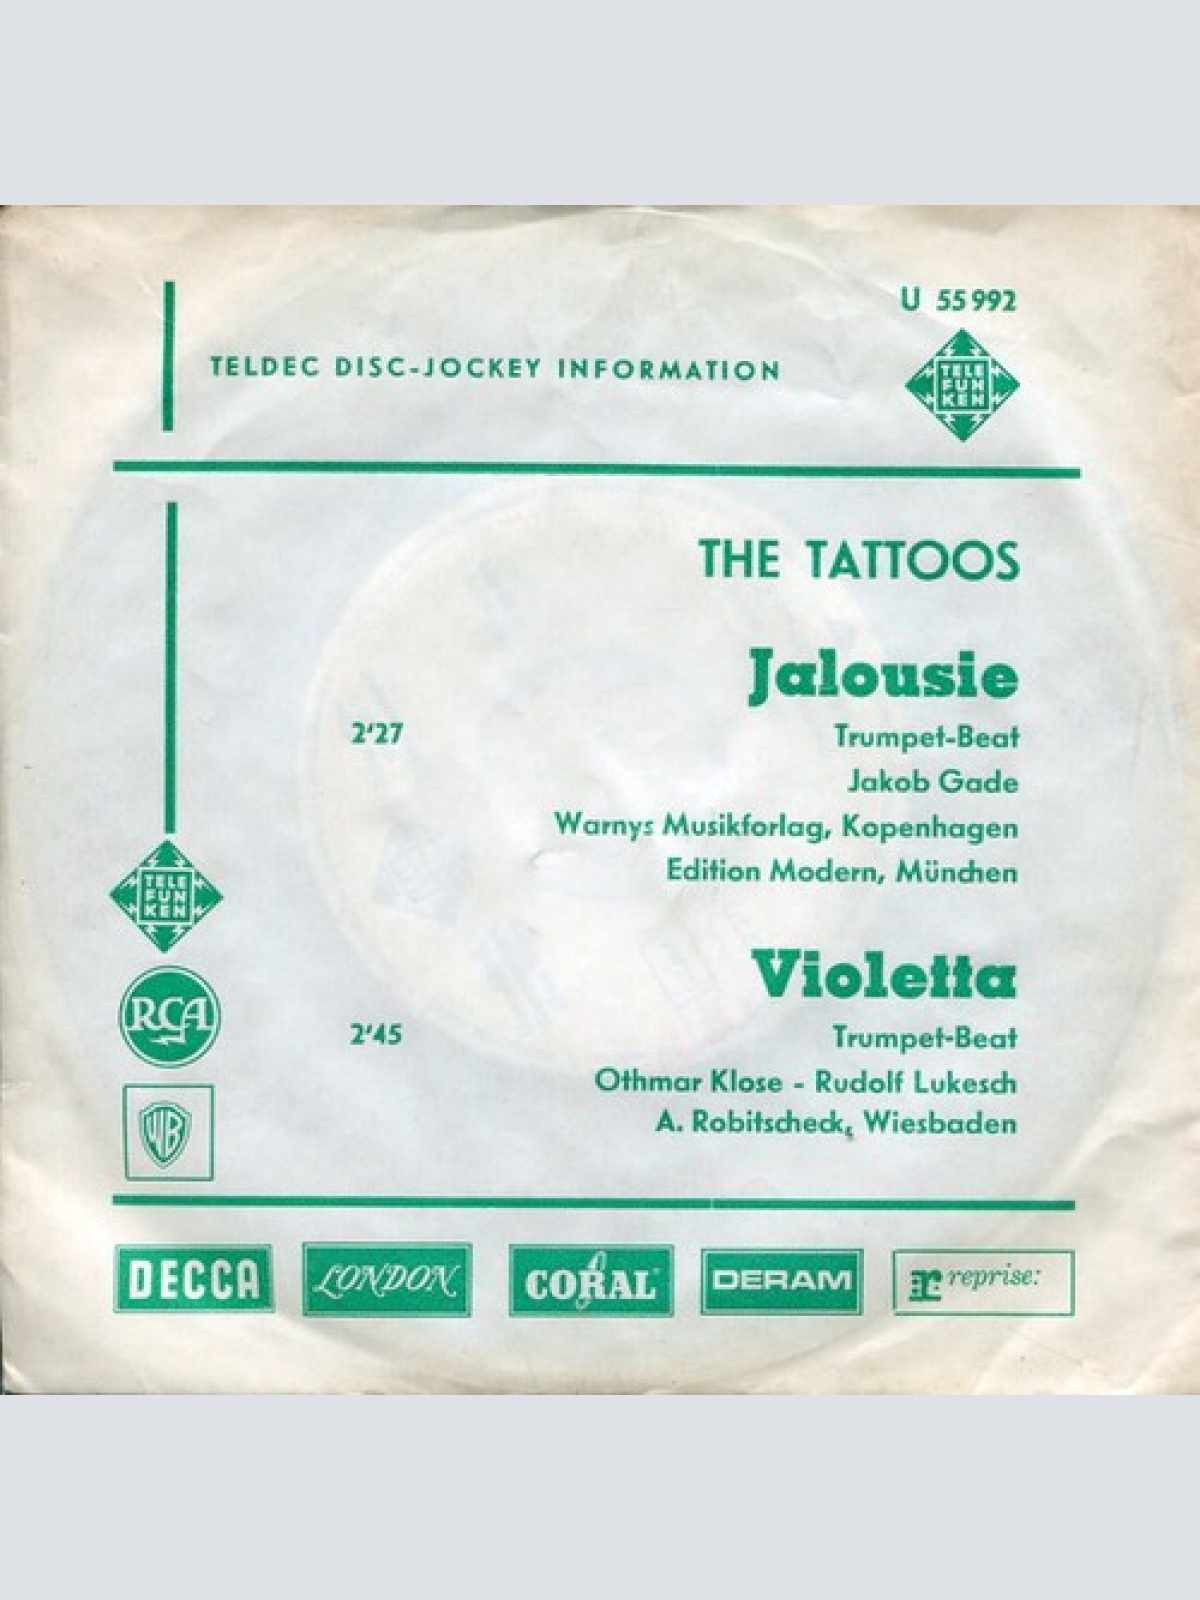 U 55 992
TELDEC DISC-JOCKEY INFORMATION
TELE
FUN
KEN
THE TATTOOS
Jalousie
2'27 Trumpet-Beat
Jakob Gade
Warnys Musikforlag, Kopenhagen
Edition Modern, München
TELE
FUN
KEN
Violetta
RCA
2'45 Trumpet-Beat
Othmar Klose - Rudolf Lukesch
A. Robitscheck, Wiesbaden
WB
DECCA LONDON CORAL DERAM r reprise: